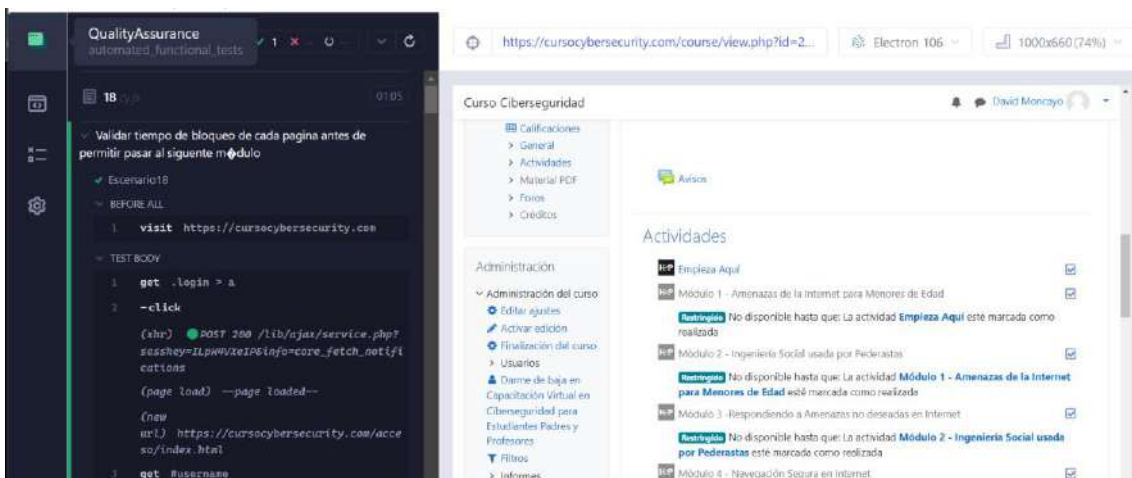 QualityAssurance
automated_functional_tests
1
18
01:05
Validar tiempo de bloqueo de cada pagina antes de
permitir pasar al siguiente m�dulo
Escenario18
BEFORE ALL
1 visit https://cursocybersecurity.com
TEST BODY
1 get .login > a
2 -click
(xhr) POST 200 /lib/ajax/service.php?
info=core_fetch_notifi
cations
(page load) --page loaded--
(new
url) https://cursocybersecurity.com/acce
so/index.html
3 get #username
https://cursocybersecurity.com/course/view.php?id=2...
Electron 106
1000x660 (74%)
Curso Ciberseguridad
David Moncayo
Calificaciones
General
Actividades
Material PDF
Foros
Créditos
Administración
Administración del curso
Editar ajustes
Activar edición
Finalización del curso
Usuarios
Darme de baja en
Capacitación Virtual en
Ciberseguridad para
Estudiantes Padres y
Profesores
Filtros
Informes
Avisos
Actividades
H5P Empieza Aquí
H5P Módulo 1 - Amenazas de la Internet para Menores de Edad
Restringido No disponible hasta que: La actividad Empieza Aquí esté marcada como
realizada
H5P Módulo 2 - Ingeniería Social usada por Pederastas
Restringido No disponible hasta que: La actividad Módulo 1 - Amenazas de la Internet
para Menores de Edad esté marcada como realizada
H5P Módulo 3 -Respondiendo a Amenazas no deseadas en Internet
Restringido No disponible hasta que: La actividad Módulo 2 - Ingeniería Social usada
por Pederastas esté marcada como realizada
H5P Módulo 4 - Navegación Segura en Internet